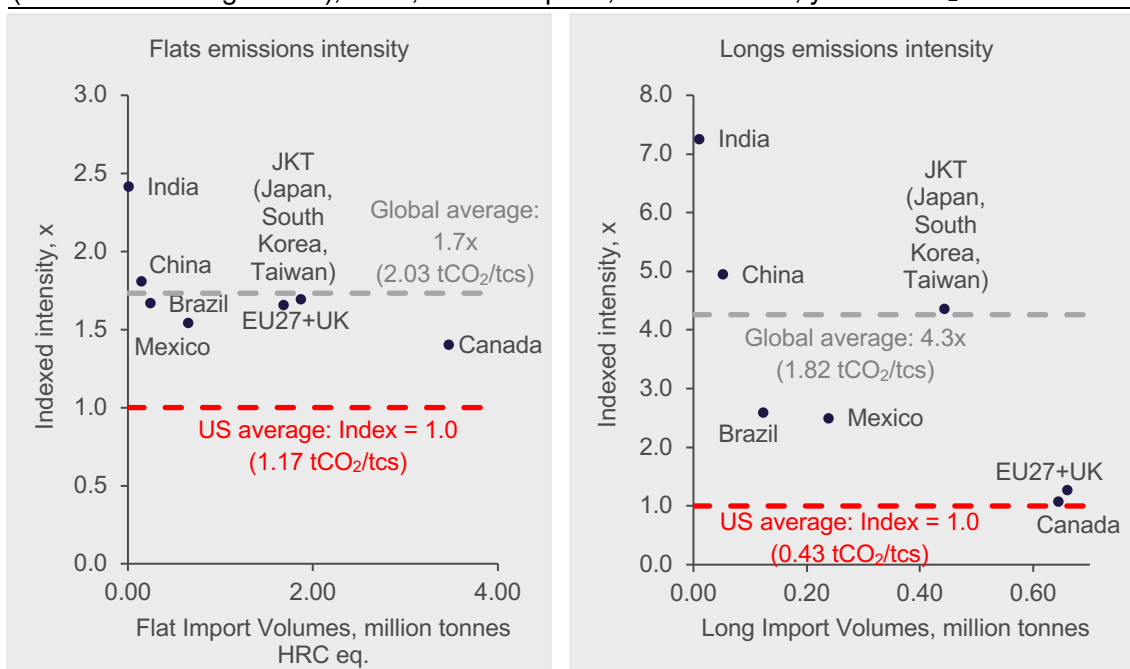 Flats emissions intensity
3.0
2.5
2.0
1.5
1.0
0.5
0.0
Indexed intensity, x
India
China
Brazil
Mexico
JKT
(Japan,
South
Korea,
Taiwan)
EU27+UK
Canada
Global average:
1.7x
(2.03 tCO₂/tcs)
US average: Index = 1.0
(1.17 tCO₂/tcs)
0.00
2.00
4.00
Flat Import Volumes, million tonnes
HRC eq.
Longs emissions intensity
8.0
7.0
6.0
5.0
4.0
3.0
2.0
1.0
0.0
Indexed intensity, x
India
China
JKT
(Japan,
South
Korea,
Taiwan)
Global average: 4.3x
(1.82 tCO₂/tcs)
Brazil
Mexico
EU27+UK
Canada
US average: Index = 1.0
(0.43 tCO₂/tcs)
0.00
0.20
0.40
0.60
Long Import Volumes, million tonnes